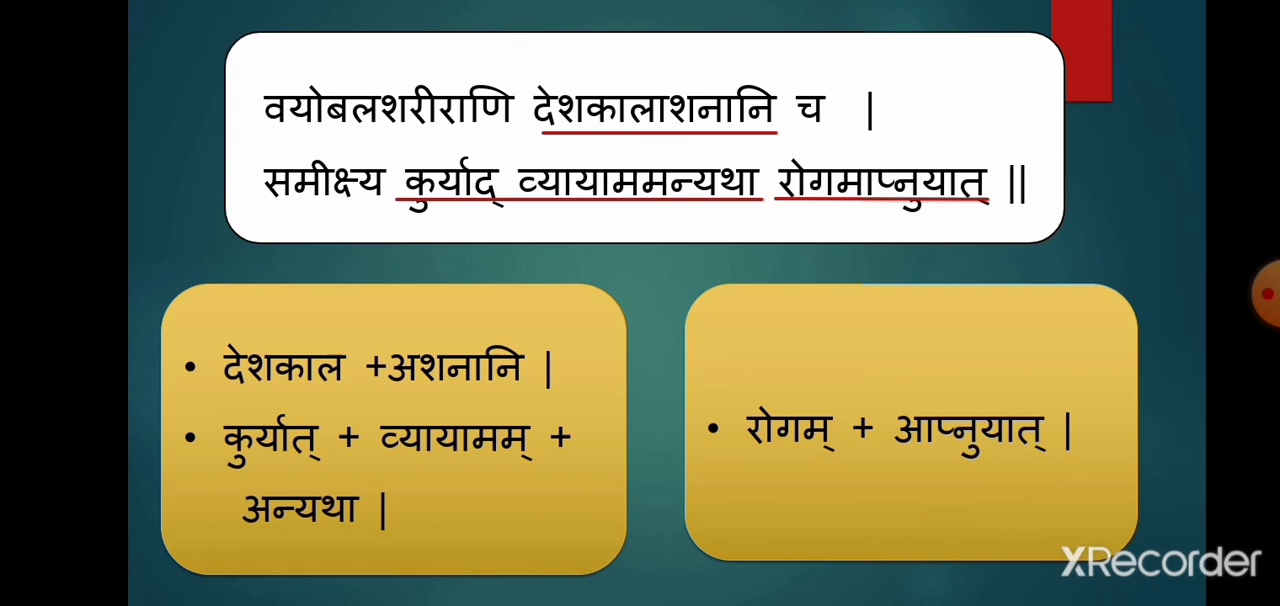 वयोबलशरीराणि देशकालाशनानि च |
समीक्ष्य कुर्याद् व्यायाममन्यथा रोगमाप्नुयात् ||
• देशकाल +अशनानि |
• कुर्यात् + व्यायामम् +
अन्यथा |
• रोगम् + आप्नुयात् |
XRecorder